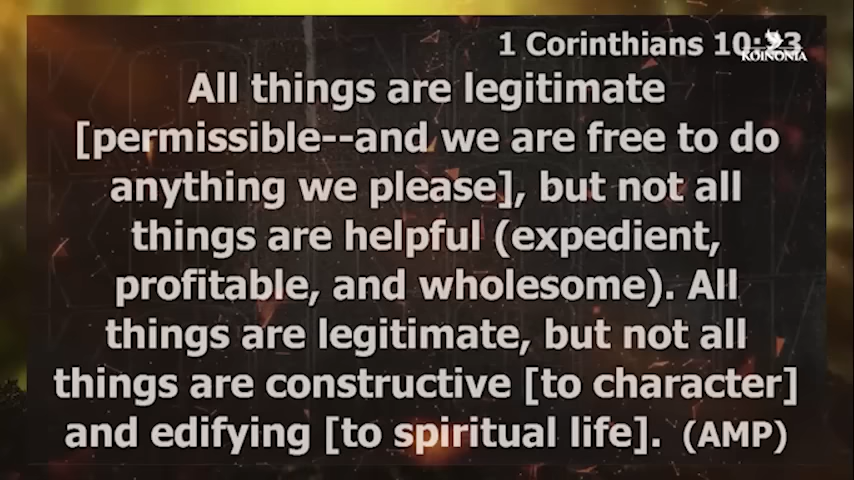 1 Corinthians 10:23
KOINONIA
All things are legitimate
[permissible--and we are free to do
anything we please], but not all
things are helpful (expedient,
profitable, and wholesome). All
things are legitimate, but not all
things are constructive [to character]
and edifying [to spiritual life]. (AMP)